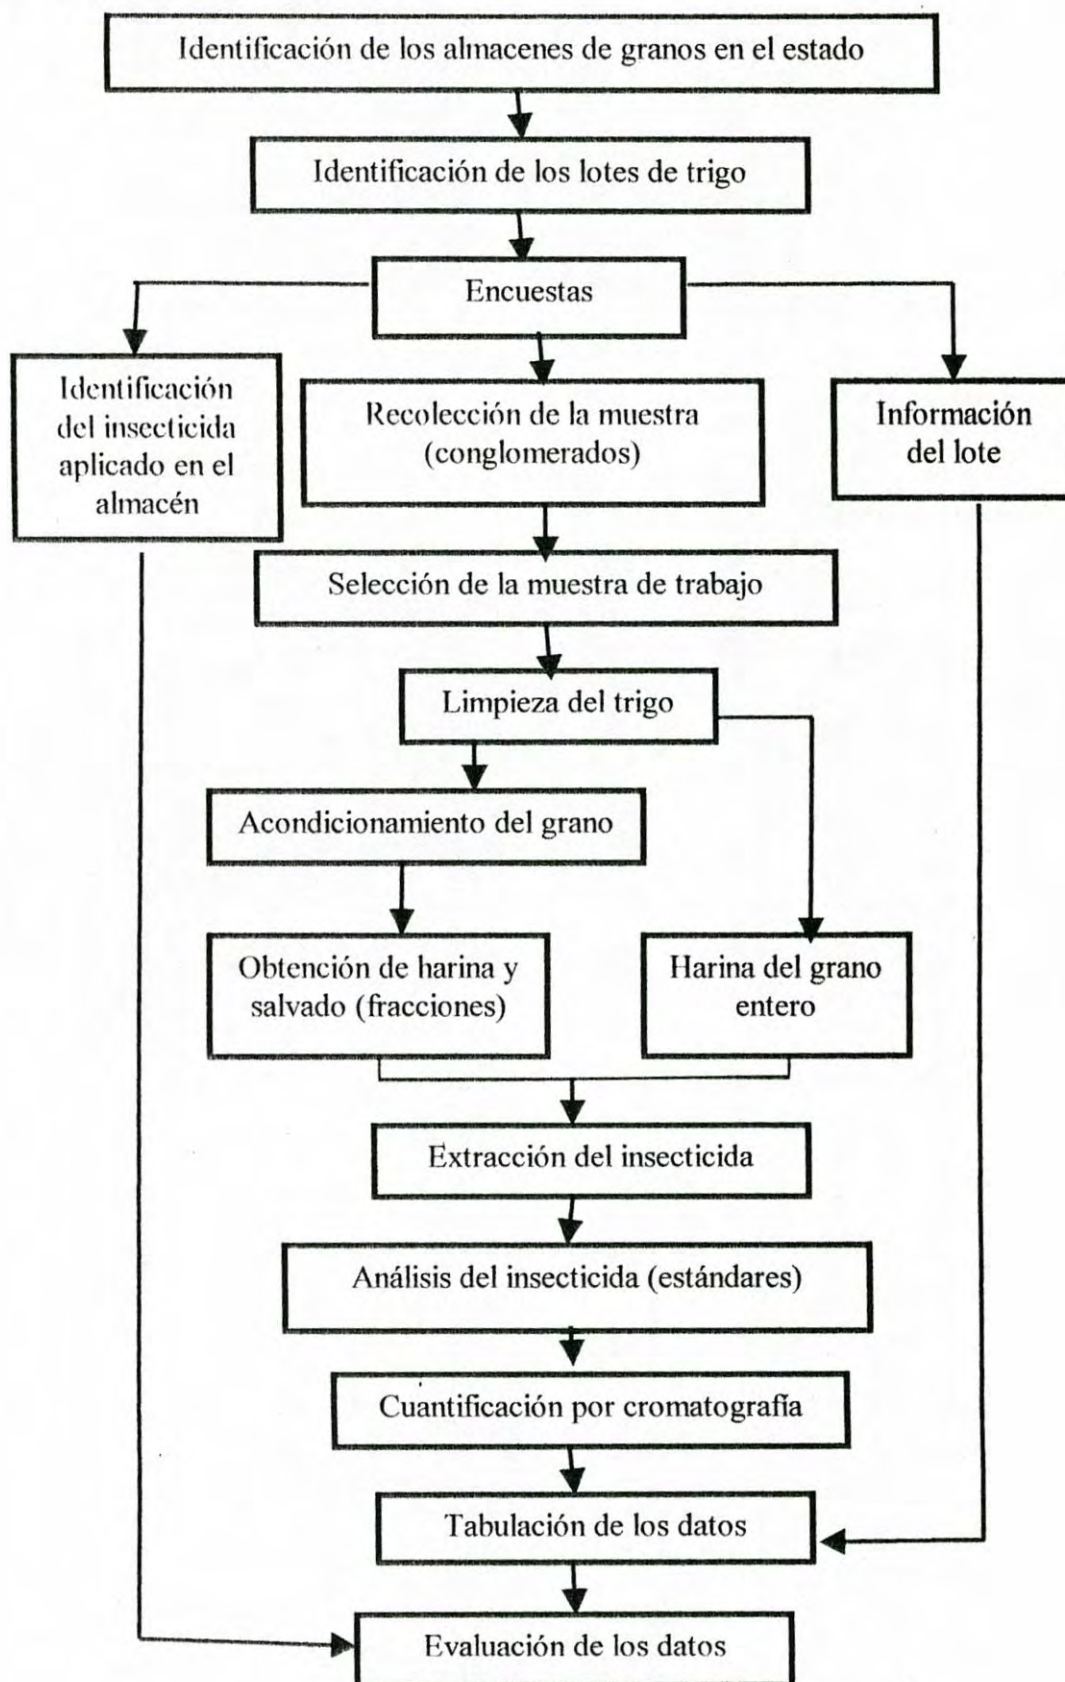 Identificación de los almacenes de granos en el estado
Identificación de los lotes de trigo
Encuestas
Identificación
del insecticida
aplicado en el
almacén
Recolección de la muestra
(conglomerados)
Información
del lote
Selección de la muestra de trabajo
Limpieza del trigo
Acondicionamiento del grano
Obtención de harina y
salvado (fracciones)
Harina del grano
entero
Extracción del insecticida
Análisis del insecticida (estándares)
Cuantificación por cromatografía
Tabulación de los datos
Evaluación de los datos